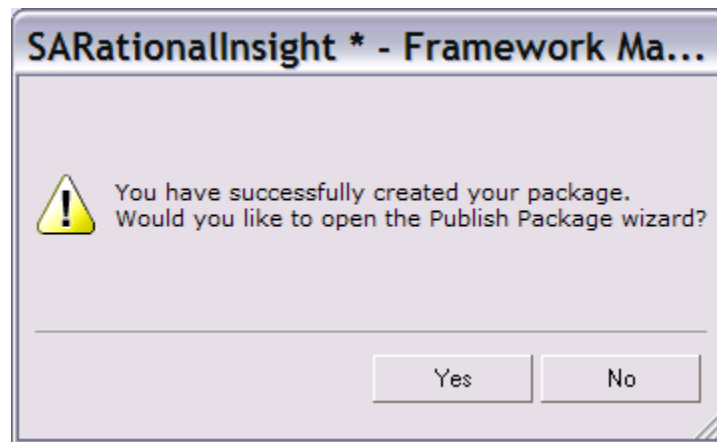 SARationalInsight * - Framework Ma...
You have successfully created your package.
Would you like to open the Publish Package wizard?
Yes
No